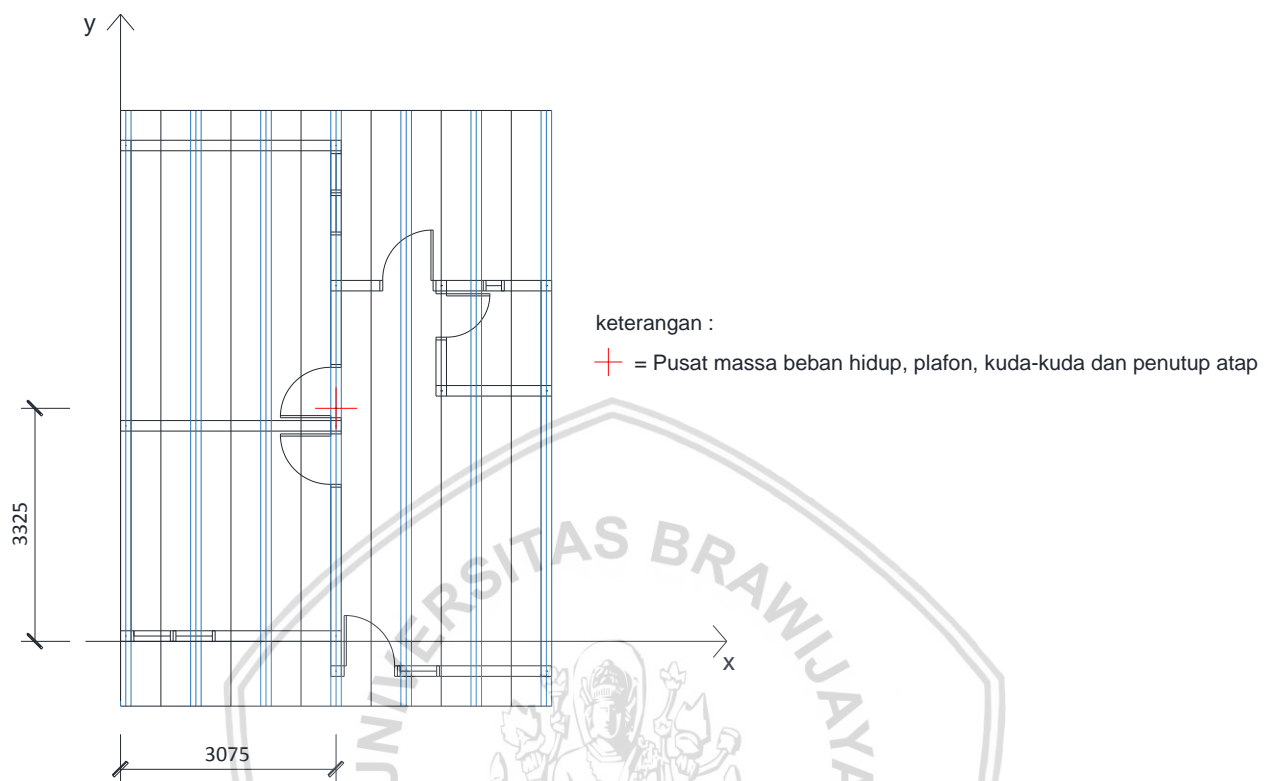 y
keterangan :
= Pusat massa beban hidup, plafon, kuda-kuda dan penutup atap
3325
x
3075
UNIVERSITAS BRAWIJAYA